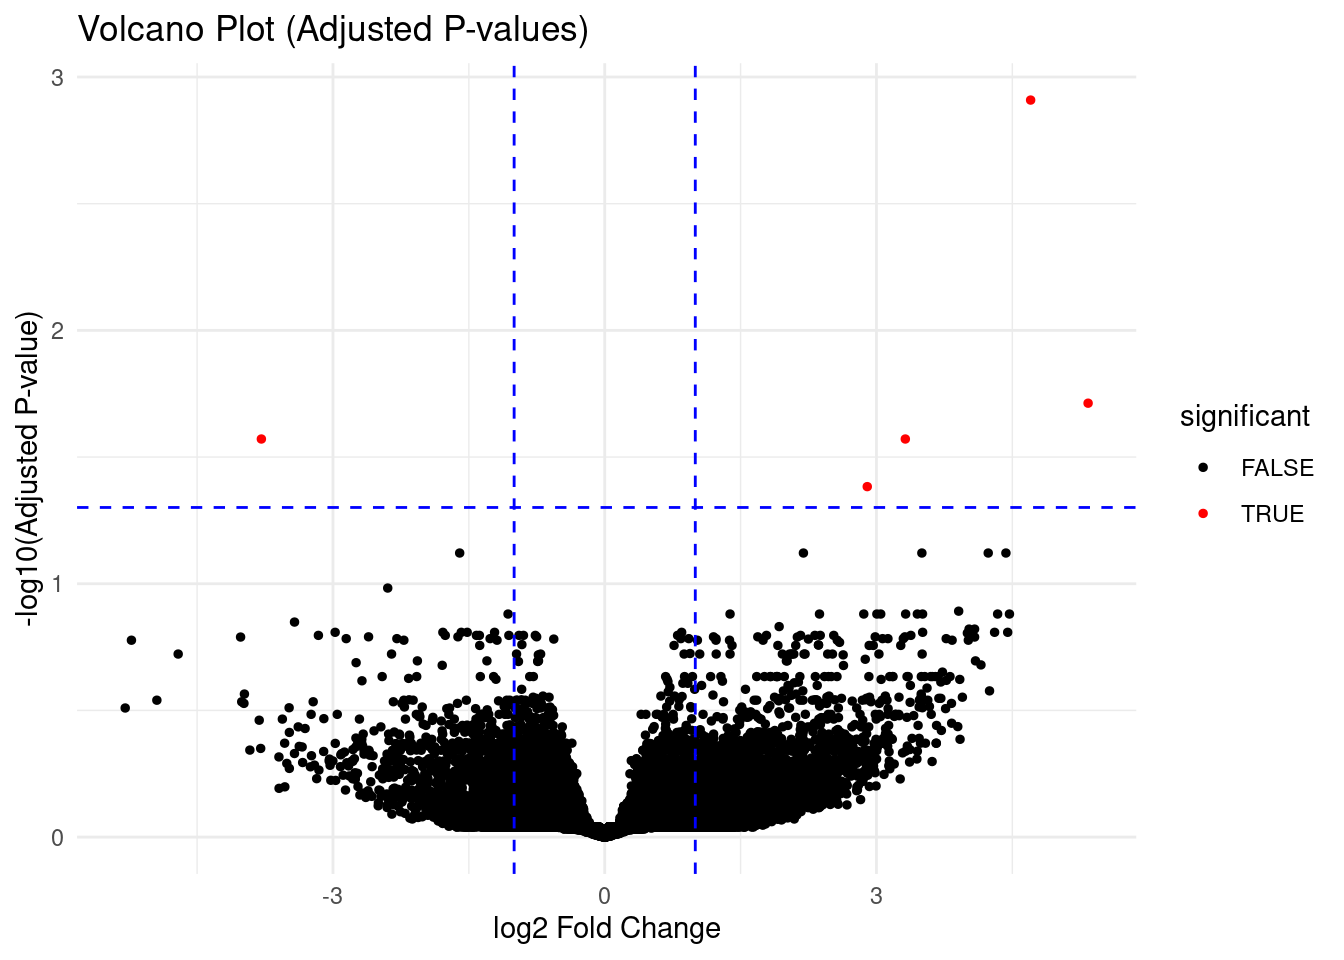 Volcano Plot (Adjusted P-values)
3
2
1
0
-log10(Adjusted P-value)
-3
0
3
log2 Fold Change
significant
FALSE
TRUE